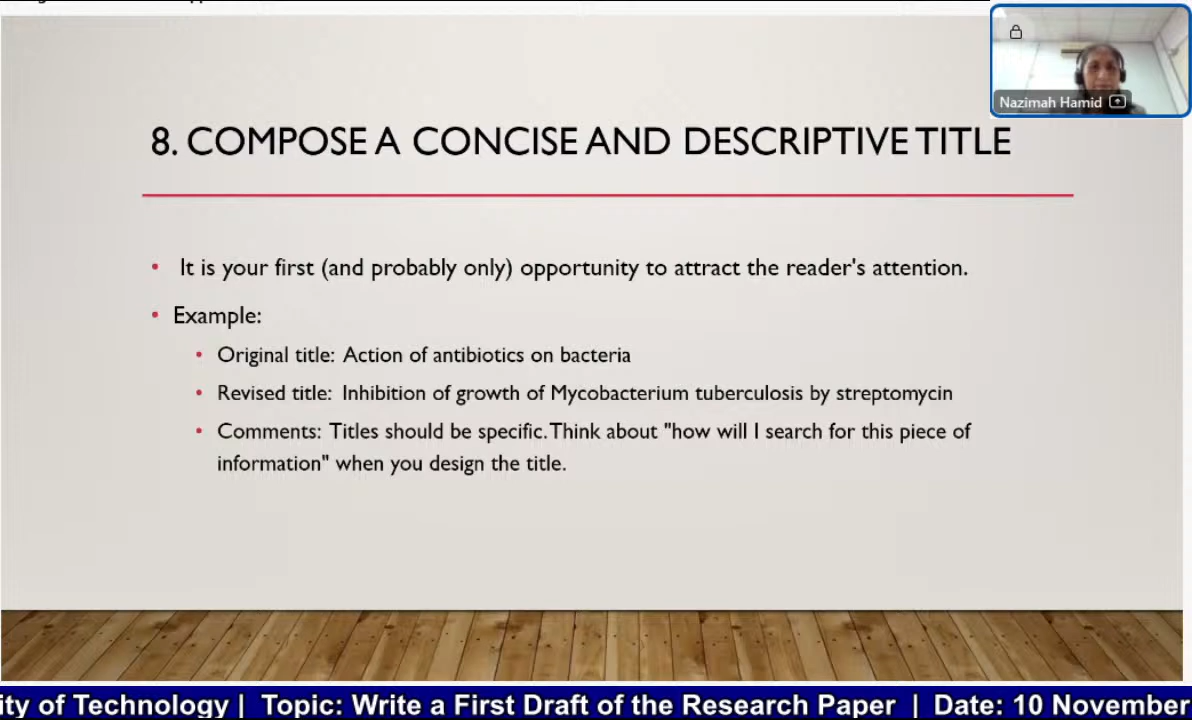 Nazimah Hamid
8. COMPOSE A CONCISE AND DESCRIPTIVE TITLE
• It is your first (and probably only) opportunity to attract the reader's attention.
• Example:
• Original title: Action of antibiotics on bacteria
• Revised title: Inhibition of growth of Mycobacterium tuberculosis by streptomycin
• Comments: Titles should be specific. Think about "how will I search for this piece of
information" when you design the title.
ity of Technology | Topic: Write a First Draft of the Research Paper | Date: 10 November